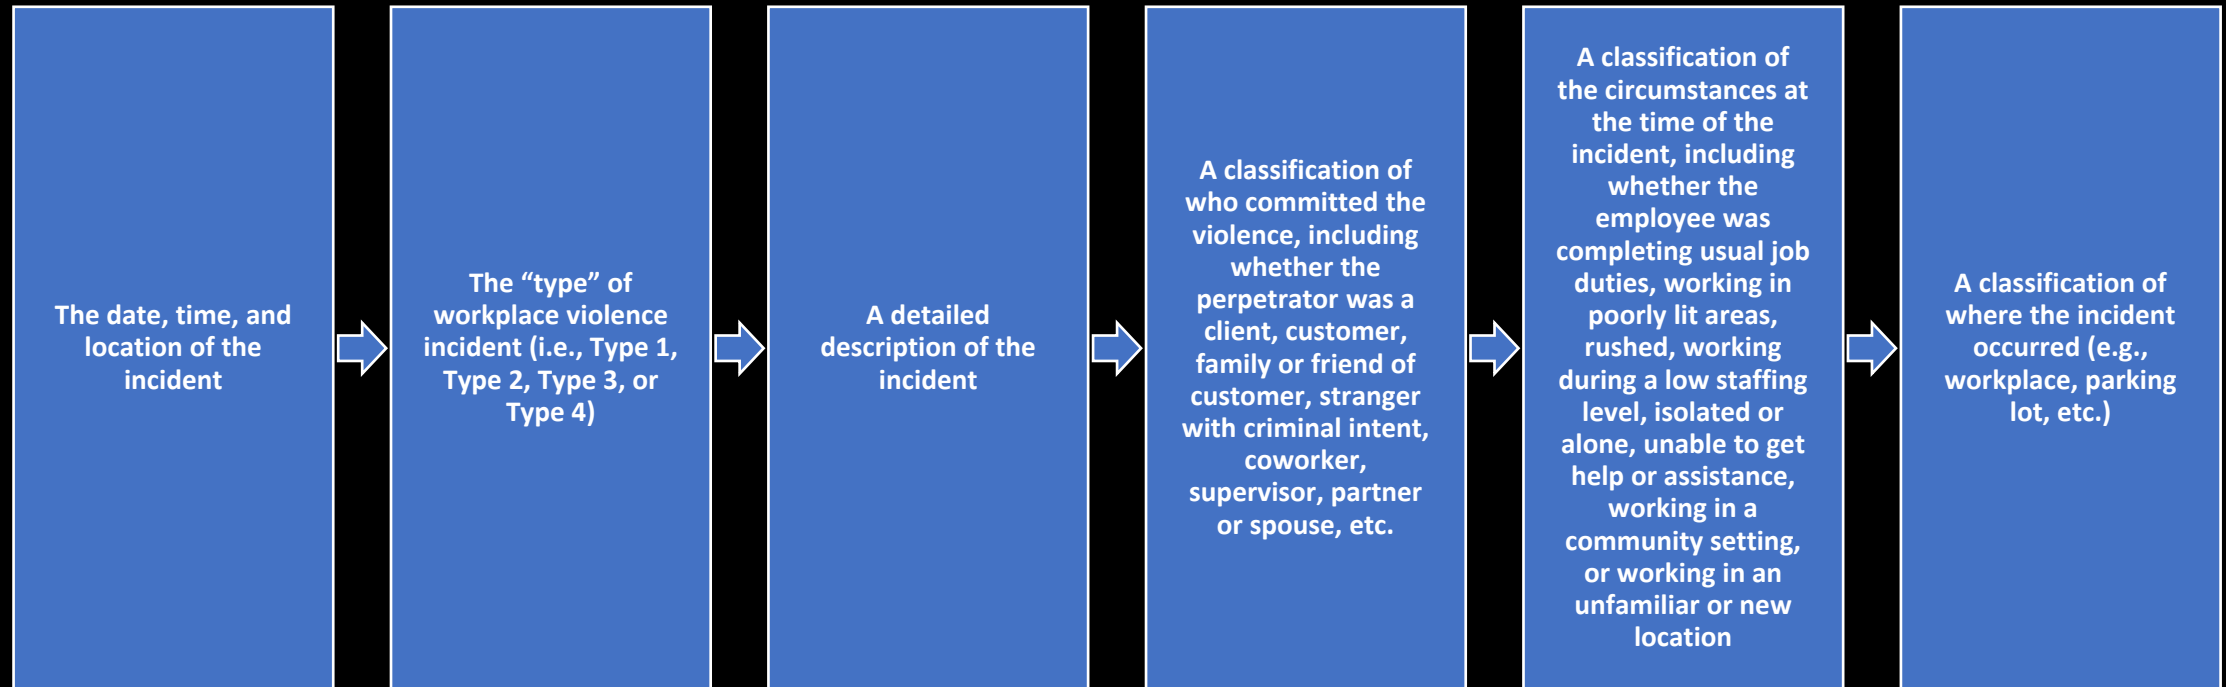 The date, time, and
location of the
incident
The “type” of
workplace violence
incident (i.e., Type 1,
Type 2, Type 3, or
Type 4)
A detailed
description of the
incident
A classification of
who committed the
violence, including
whether the
perpetrator was a
client, customer,
family or friend of
customer, stranger
with criminal intent,
coworker,
supervisor, partner
or spouse, etc.
A classification of
the circumstances at
the time of the
incident, including
whether the
employee was
completing usual job
duties, working in
poorly lit areas,
rushed, working
during a low staffing
level, isolated or
alone, unable to get
help or assistance,
working in a
community setting,
or working in an
unfamiliar or new
location
A classification of
where the incident
occurred (e.g.,
workplace, parking
lot, etc.)